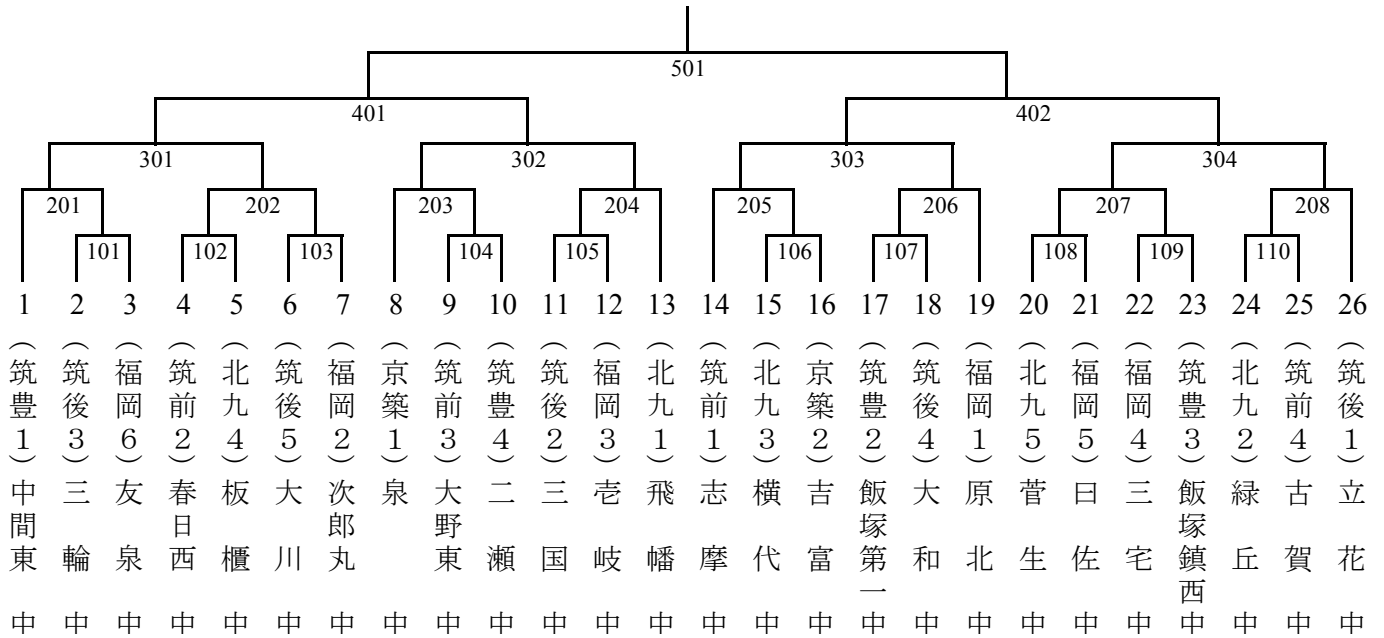 501
401 402
301 302 303 304
201 202 203 204 205 206 207 208
101 102 103 104 105 106 107 108 109 110
1 2 3 4 5 6 7 8 9 10 11 12 13 14 15 16 17 18 19 20 21 22 23 24 25 26
（筑豊１）中間東中
（筑後３）三輪中
（福岡６）友泉中
（筑前２）春日西中
（北九４）板櫃中
（筑後５）大川中
（福岡２）次郎丸中
（京築１）泉中
（筑前３）大野東中
（筑豊４）二瀬中
（筑後２）三国中
（福岡３）壱岐中
（北九１）飛幡中
（筑前１）志摩中
（北九３）横代中
（京築２）吉富中
（筑豊２）飯塚第一中
（筑後４）大和中
（福岡１）原北中
（北九５）菅生中
（福岡５）曰佐中
（福岡４）三宅中
（筑豊３）飯塚鎮西中
（北九２）緑丘中
（筑前４）古賀中
（筑後１）立花中